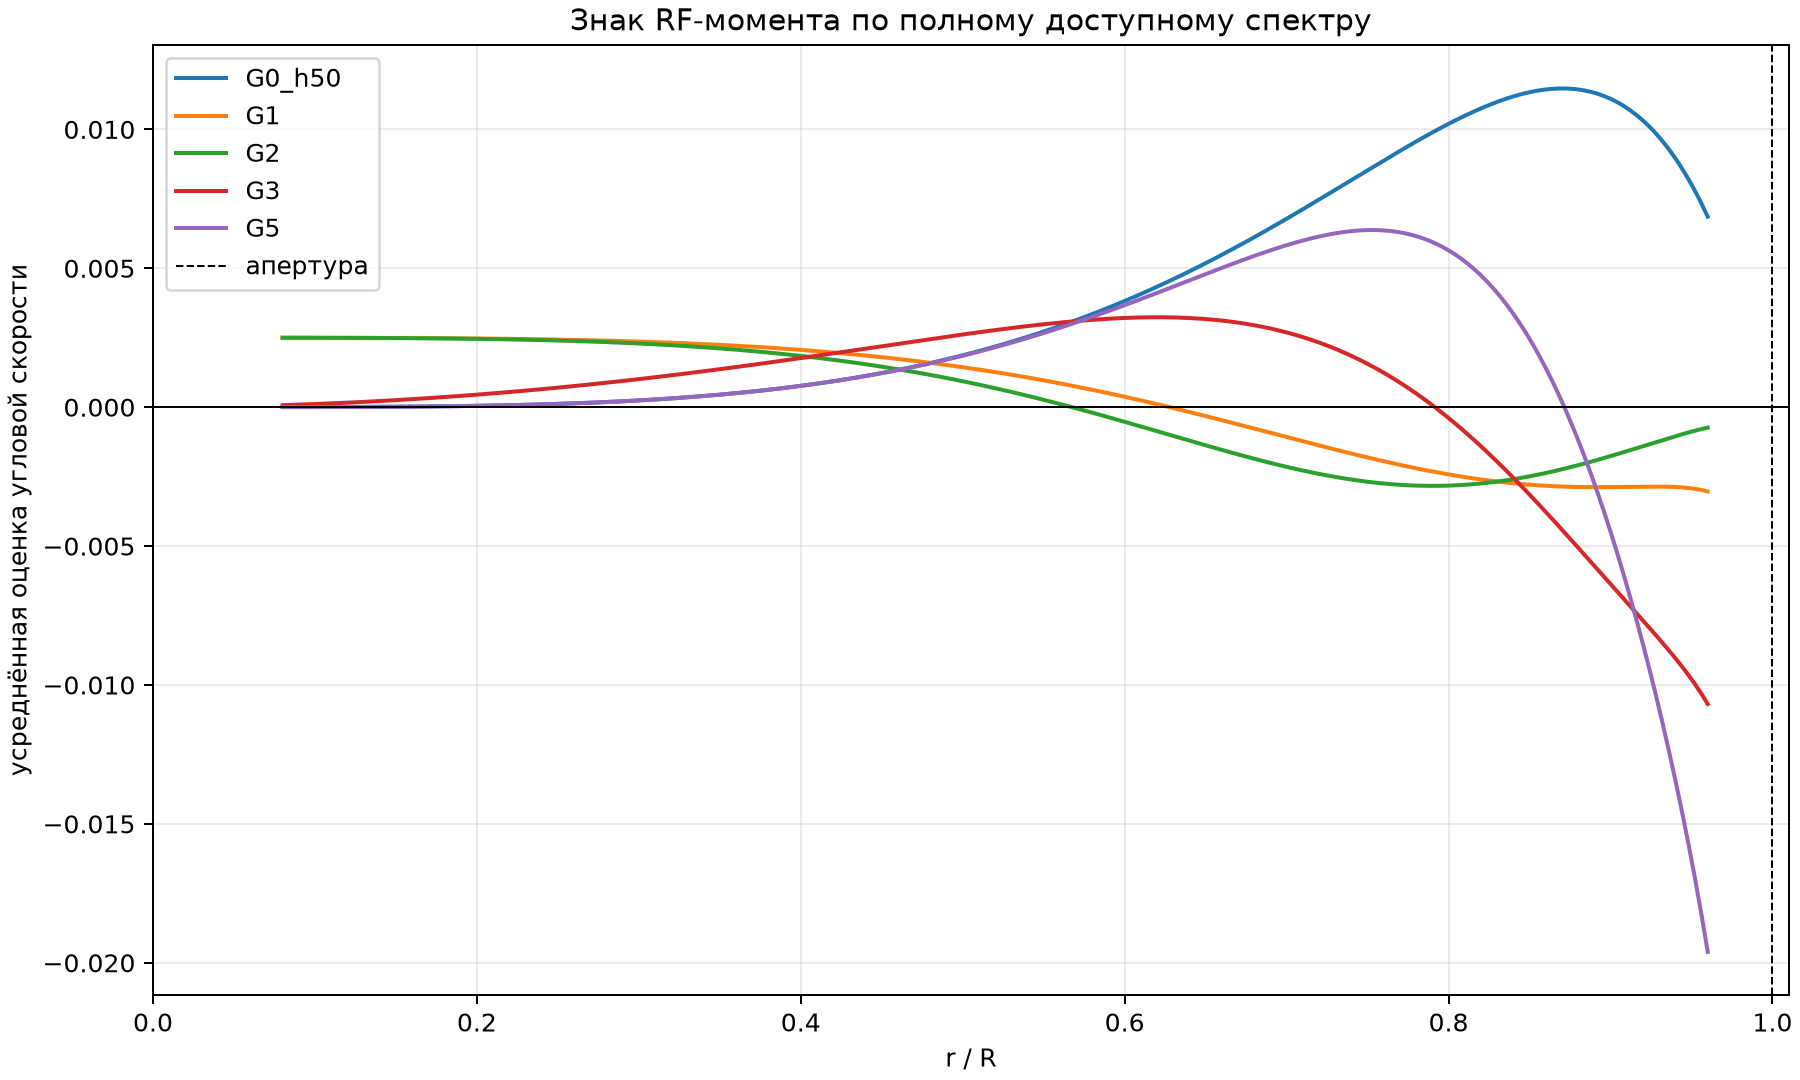 Знак RF-момента по полному доступному спектру
G0_h50
G1
G2
G3
G5
апертура
усреднённая оценка угловой скорости
0.010
0.005
0.000
−0.005
−0.010
−0.015
−0.020
0.0 0.2 0.4 0.6 0.8 1.0
r / R